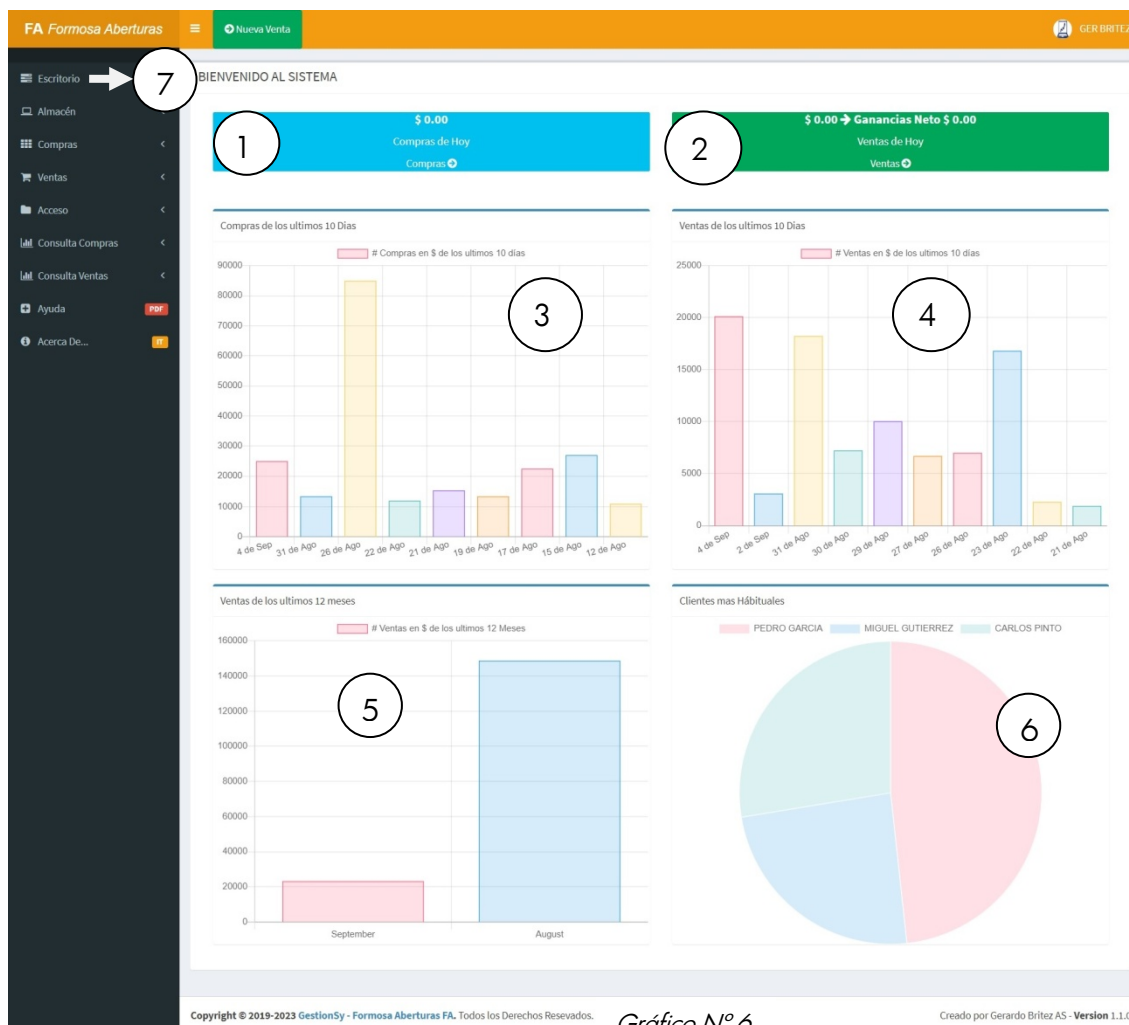 FA Formosa Aberturas
Nueva Venta
GER BRITEZ
Escritorio
7
BIENVENIDO AL SISTEMA
Almacén
Compras
Ventas
Acceso
Consulta Compras
Consulta Ventas
Ayuda PDF
Acerca De... IT
1
$ 0.00
Compras de Hoy
Compras
2
$ 0.00 Ganancias Neto $ 0.00
Ventas de Hoy
Ventas
Compras de los ultimos 10 Dias
# Compras en $ de los ultimos 10 dias
3
90000
80000
70000
60000
50000
40000
30000
20000
10000
0
4 de Sep 31 de Ago 26 de Ago 22 de Ago 21 de Ago 19 de Ago 17 de Ago 15 de Ago 12 de Ago
Ventas de los ultimos 10 Dias
# Ventas en $ de los ultimos 10 dias
4
25000
20000
15000
10000
5000
0
4 de Sep 2 de Sep 31 de Ago 30 de Ago 29 de Ago 27 de Ago 26 de Ago 23 de Ago 22 de Ago 21 de Ago
Ventas de los ultimos 12 meses
# Ventas en $ de los ultimos 12 Meses
5
160000
140000
120000
100000
80000
60000
40000
20000
0
September August
Clientes mas Hábituales
PEDRO GARCIA MIGUEL GUTIERREZ CARLOS PINTO
6
Copyright © 2019-2023 GestionSy - Formosa Aberturas FA. Todos los Derechos Resevados.
Gráfico Nº 6
Creado por Gerardo Britez AS - Version 1.1.0